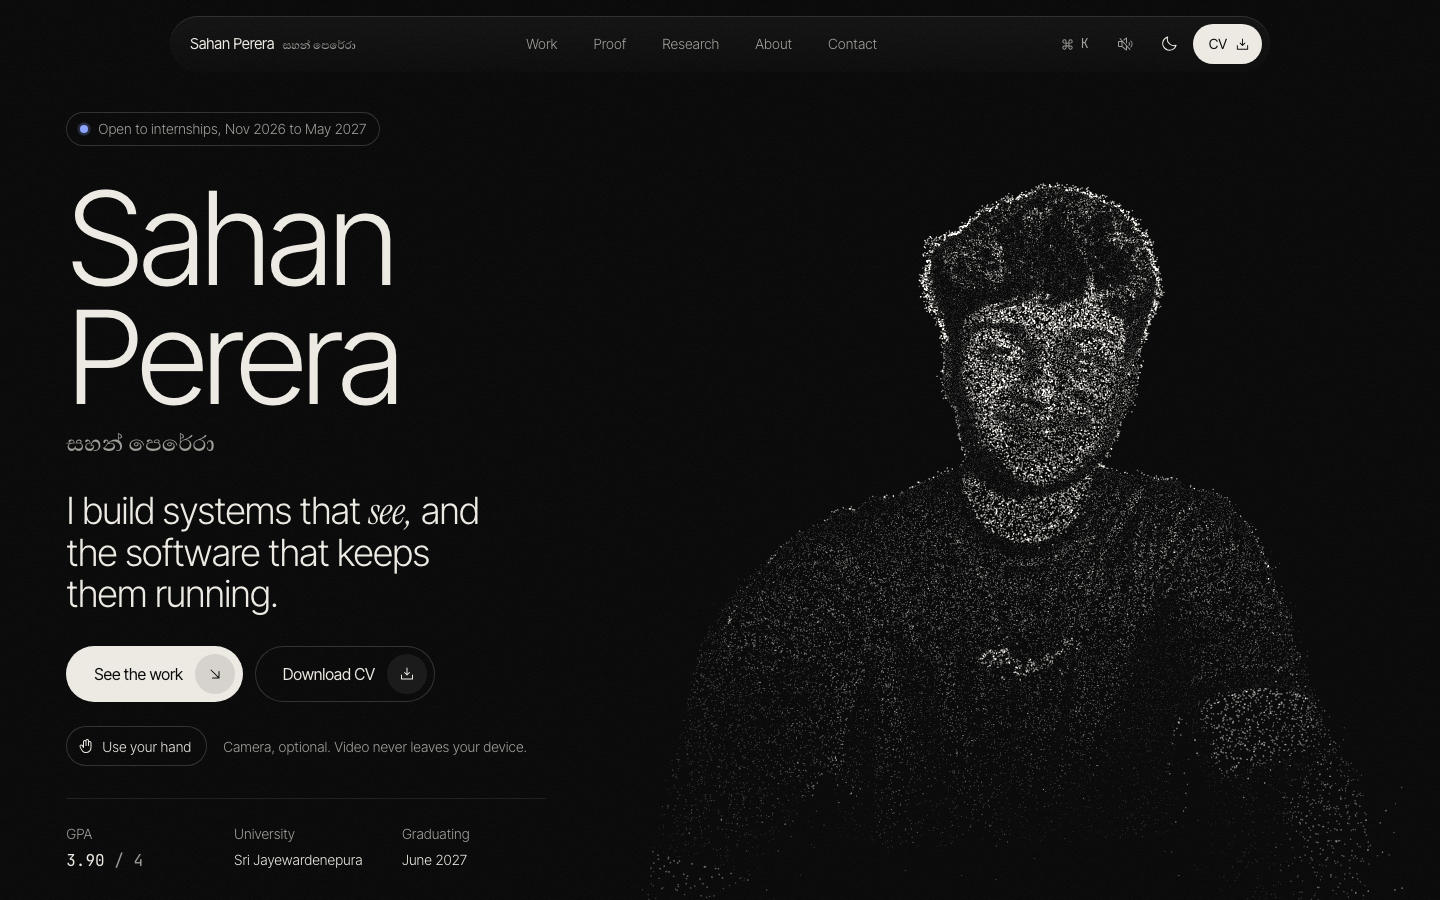 Sahan Perera සහන් පෙරේරා Work Proof Research About Contact ⌘ K CV
Open to internships, Nov 2026 to May 2027
Sahan
Perera
සහන් පෙරේරා
I build systems that see, and
the software that keeps
them running.
See the work Download CV
Use your hand Camera, optional. Video never leaves your device.
GPA University Graduating
3.90 / 4 Sri Jayewardenepura June 2027